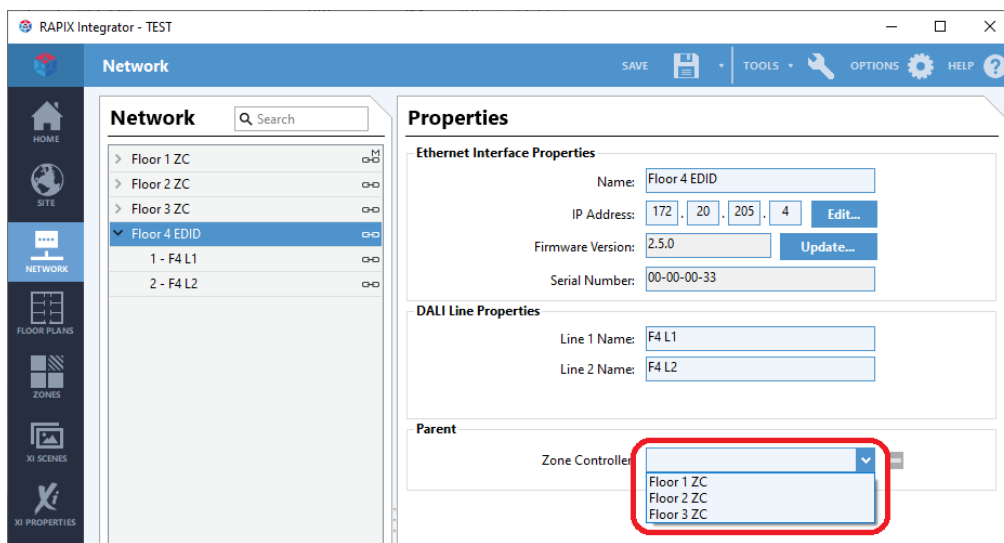 RAPIX Integrator - TEST
Network
SAVE
TOOLS
OPTIONS
HELP
HOME
SITE
NETWORK
FLOOR PLANS
ZONES
XI SCENES
XI PROPERTIES
Network
Search
Floor 1 ZC
M
Floor 2 ZC
Floor 3 ZC
Floor 4 EDID
1 - F4 L1
2 - F4 L2
Properties
Ethernet Interface Properties
Name: Floor 4 EDID
IP Address: 172 . 20 . 205 . 4 Edit...
Firmware Version: 2.5.0 Update...
Serial Number: 00-00-00-33
DALI Line Properties
Line 1 Name: F4 L1
Line 2 Name: F4 L2
Parent
Zone Controller
Floor 1 ZC
Floor 2 ZC
Floor 3 ZC